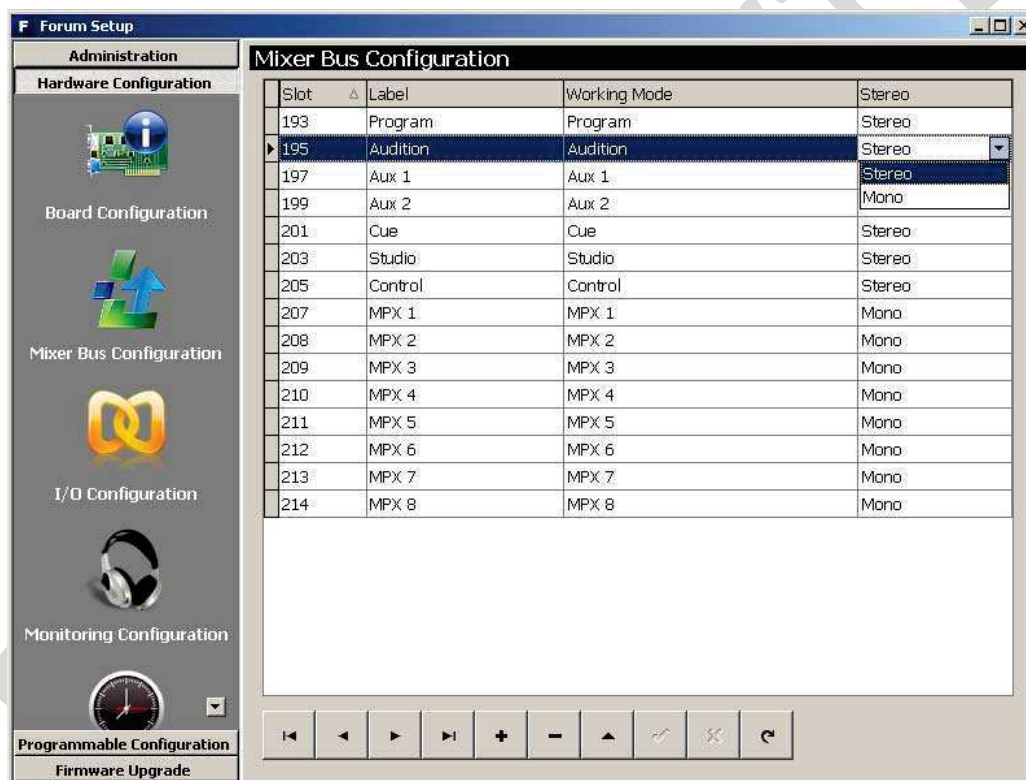 F Forum Setup
Administration
Hardware Configuration
Board Configuration
Mixer Bus Configuration
I/O Configuration
Monitoring Configuration
Programmable Configuration
Firmware Upgrade
Mixer Bus Configuration
Slot Label Working Mode Stereo
193 Program Program Stereo
195 Audition Audition Stereo
197 Aux 1 Aux 1 Stereo
199 Aux 2 Aux 2 Mono
201 Cue Cue Stereo
203 Studio Studio Stereo
205 Control Control Stereo
207 MPX 1 MPX 1 Mono
208 MPX 2 MPX 2 Mono
209 MPX 3 MPX 3 Mono
210 MPX 4 MPX 4 Mono
211 MPX 5 MPX 5 Mono
212 MPX 6 MPX 6 Mono
213 MPX 7 MPX 7 Mono
214 MPX 8 MPX 8 Mono